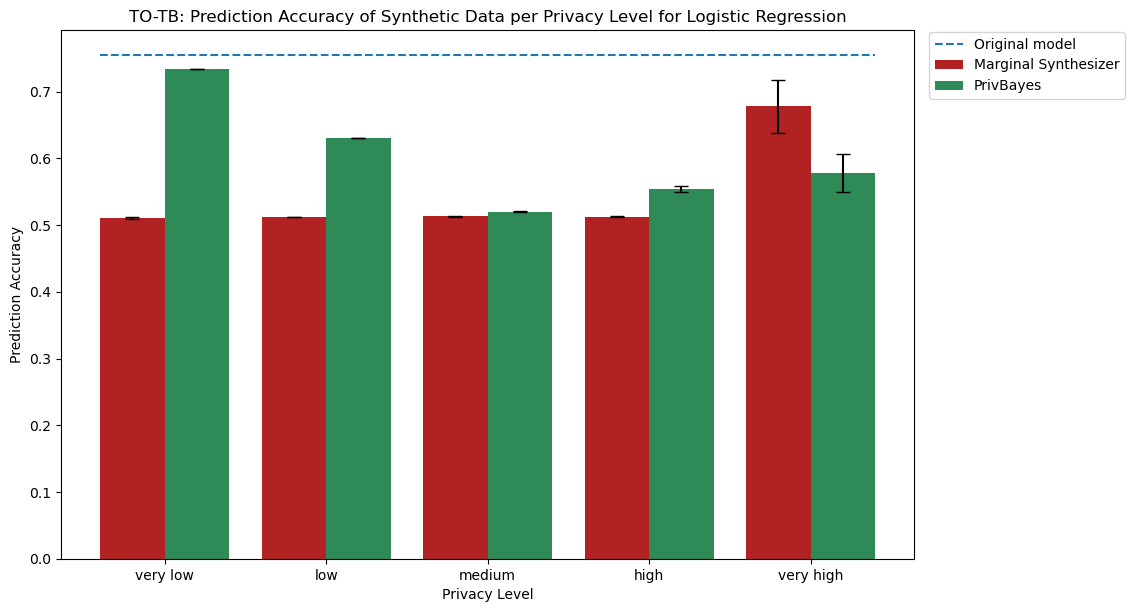 TO-TB: Prediction Accuracy of Synthetic Data per Privacy Level for Logistic Regression
Original model
Marginal Synthesizer
PrivBayes
Prediction Accuracy
0.7
0.6
0.5
0.4
0.3
0.2
0.1
0.0
very low
low
medium
high
very high
Privacy Level